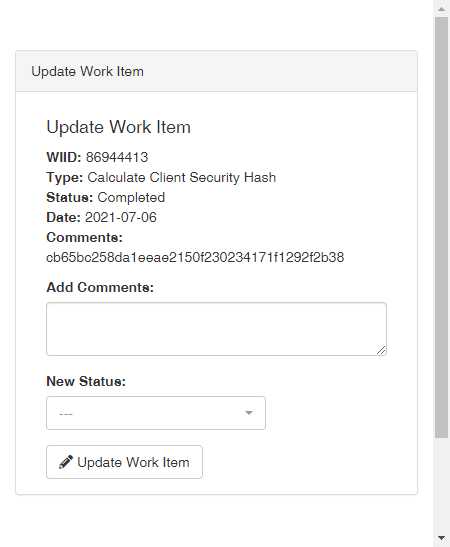 Update Work Item
Update Work Item
WIID: 86944413
Type: Calculate Client Security Hash
Status: Completed
Date: 2021-07-06
Comments:
cb65bc258da1eeae2150f230234171f1292f2b38
Add Comments:
New Status:
---
Update Work Item